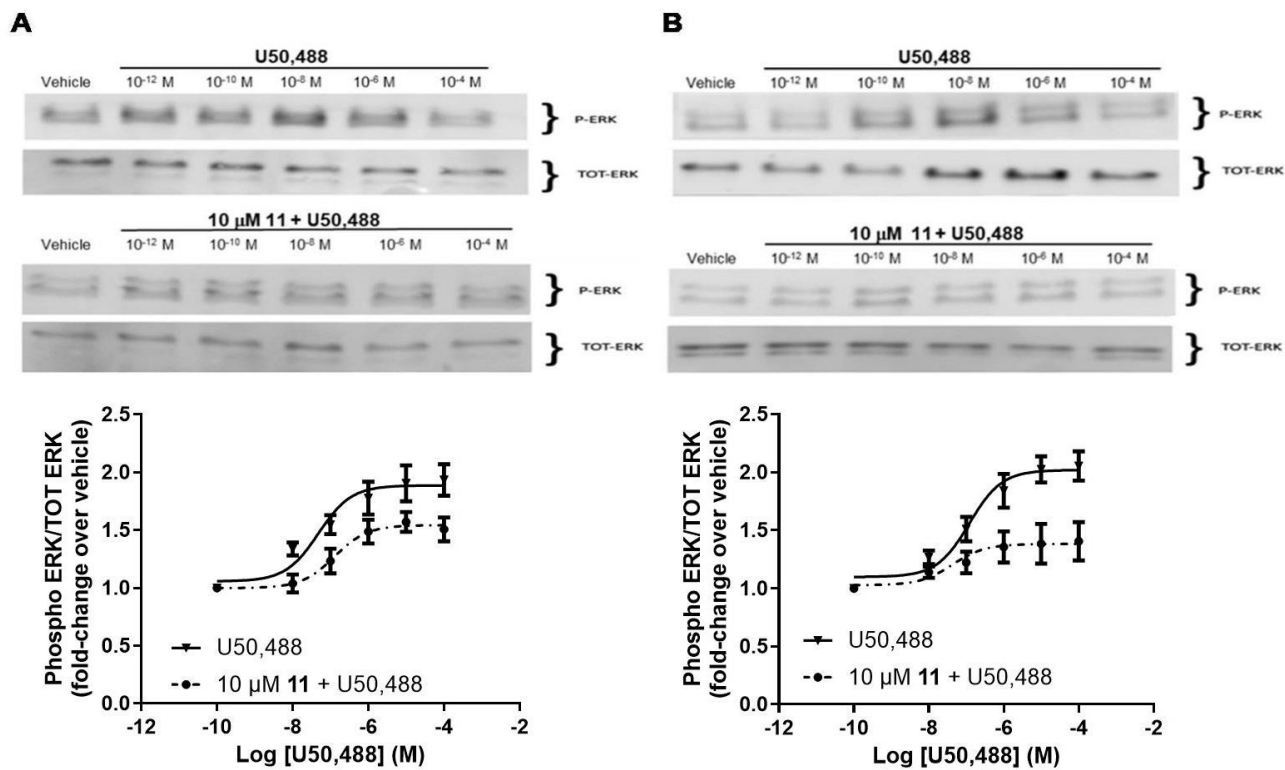 A
U50,488
Vehicle 10⁻¹² M 10⁻¹⁰ M 10⁻⁸ M 10⁻⁶ M 10⁻⁴ M
P-ERK
TOT-ERK
10 μM 11 + U50,488
Vehicle 10⁻¹² M 10⁻¹⁰ M 10⁻⁸ M 10⁻⁶ M 10⁻⁴ M
P-ERK
TOT-ERK
Phospho ERK/TOT ERK
(fold-change over vehicle)
2.5
2.0
1.5
1.0
0.5
0.0
U50,488
10 μM 11 + U50,488
-12 -10 -8 -6 -4 -2
Log [U50,488] (M)
B
U50,488
Vehicle 10⁻¹² M 10⁻¹⁰ M 10⁻⁸ M 10⁻⁶ M 10⁻⁴ M
P-ERK
TOT-ERK
10 μM 11 + U50,488
Vehicle 10⁻¹² M 10⁻¹⁰ M 10⁻⁸ M 10⁻⁶ M 10⁻⁴ M
P-ERK
TOT-ERK
Phospho ERK/TOT ERK
(fold-change over vehicle)
2.5
2.0
1.5
1.0
0.5
0.0
U50,488
10 μM 11 + U50,488
-12 -10 -8 -6 -4 -2
Log [U50,488] (M)